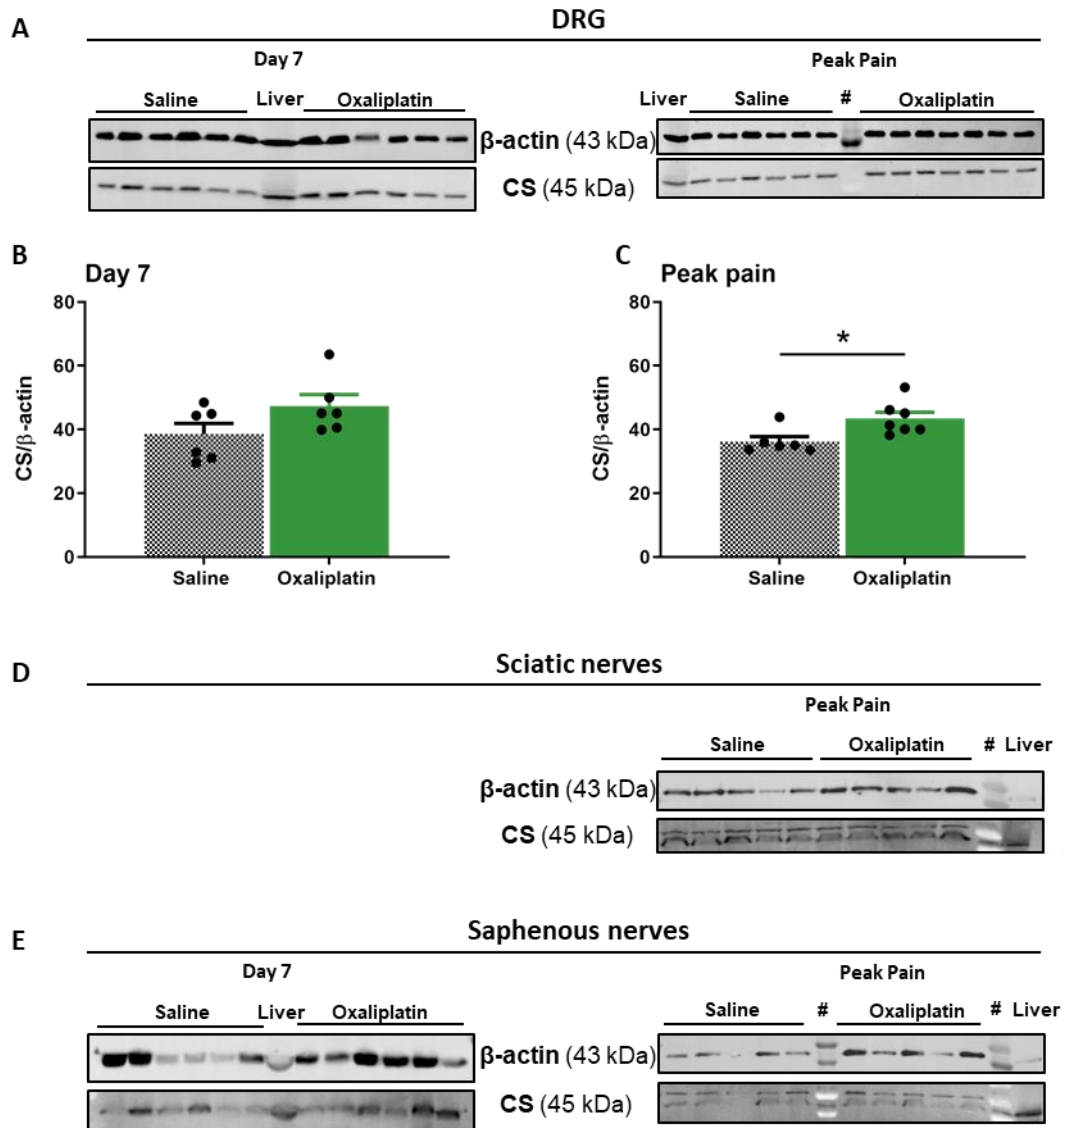 A
DRG
Day 7
Peak Pain
Saline Liver Oxaliplatin
Liver Saline # Oxaliplatin
β-actin (43 kDa)
CS (45 kDa)
B
C
Day 7
Peak pain
80
60
40
20
0
CS/β-actin
Saline Oxaliplatin
80
60
40
20
0
CS/β-actin
*
Saline Oxaliplatin
D
Sciatic nerves
Peak Pain
Saline Oxaliplatin # Liver
β-actin (43 kDa)
CS (45 kDa)
E
Saphenous nerves
Day 7
Peak Pain
Saline Liver Oxaliplatin
Saline # Oxaliplatin # Liver
β-actin (43 kDa)
CS (45 kDa)